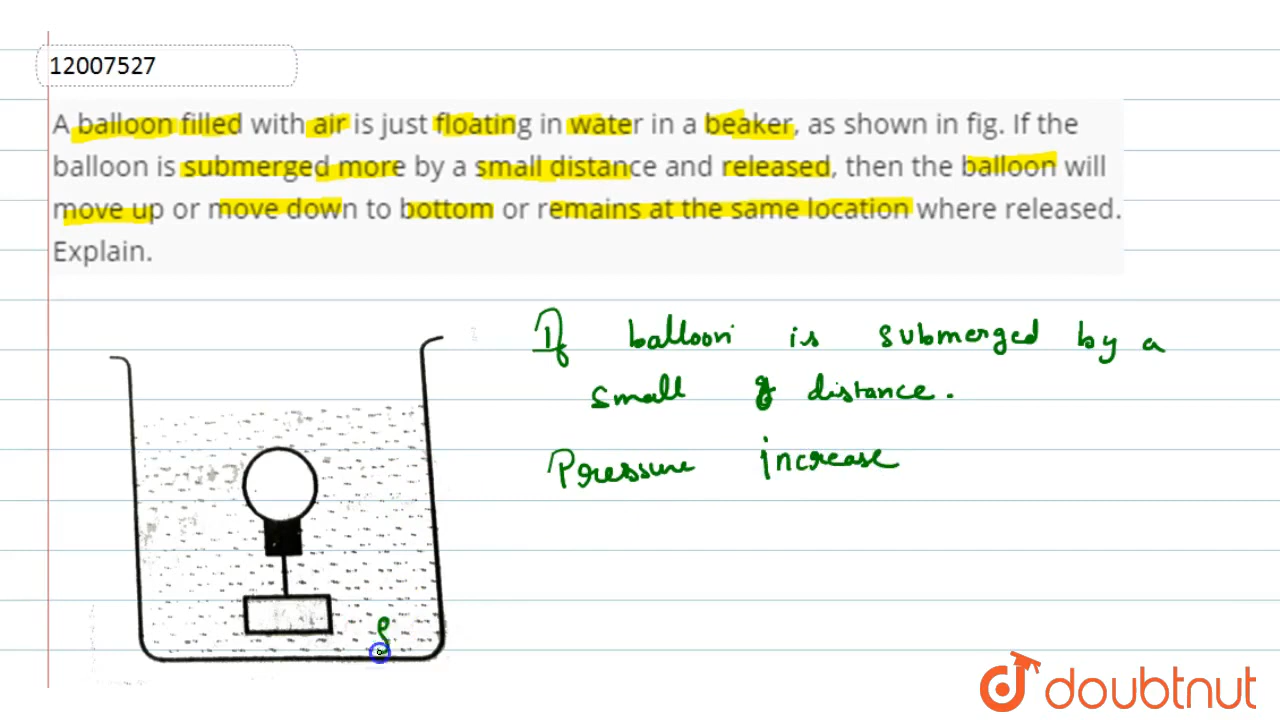 12007527
A balloon filled with air is just floating in water in a beaker, as shown in fig. If the
balloon is submerged more by a small distance and released, then the balloon will
move up or move down to bottom or remains at the same location where released.
Explain.
If balloon is submerged by a
small distance.
Pressure increase
ρ
doubtnut